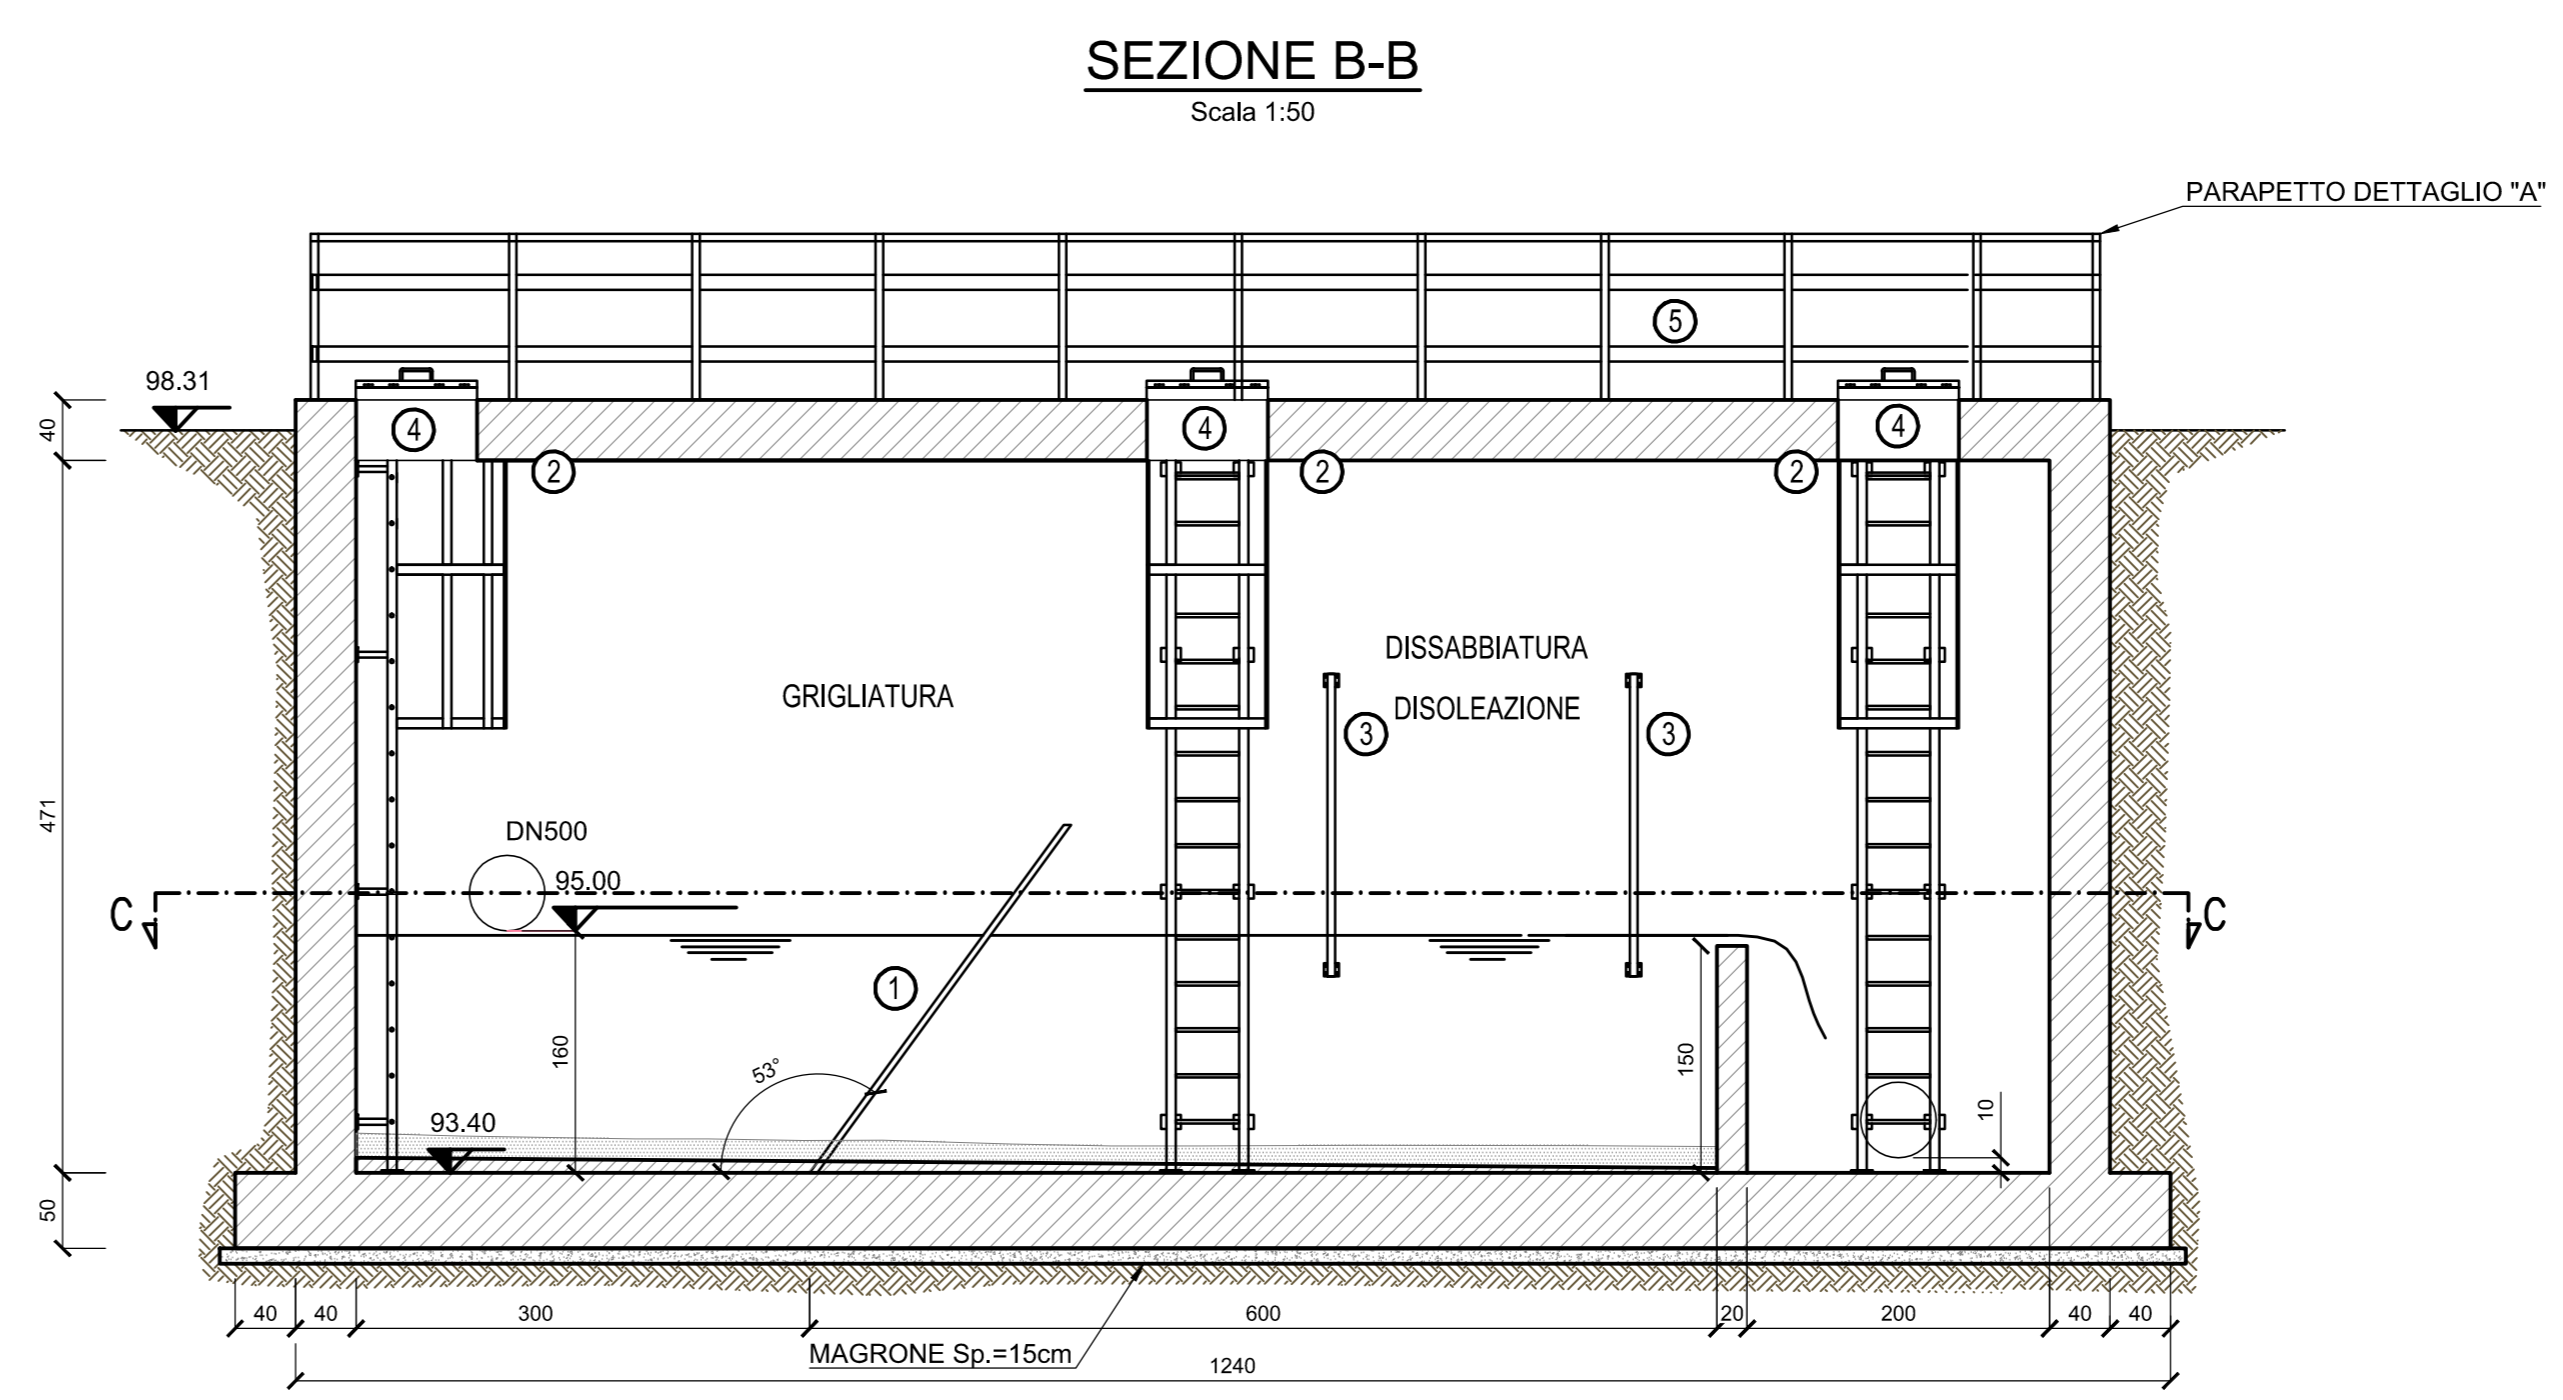 SEZIONE B-B
Scala 1:50
PARAPETTO DETTAGLIO "A"
5
98.31
40
4
4
4
2
2
2
DISSABBIATURA
GRIGLIATURA
DISOLEAZIONE
3
3
471
DN500
95.00
C
C
1
160
53°
150
10
93.40
50
40
40
300
600
20
200
40
40
MAGRONE Sp.=15cm
1240